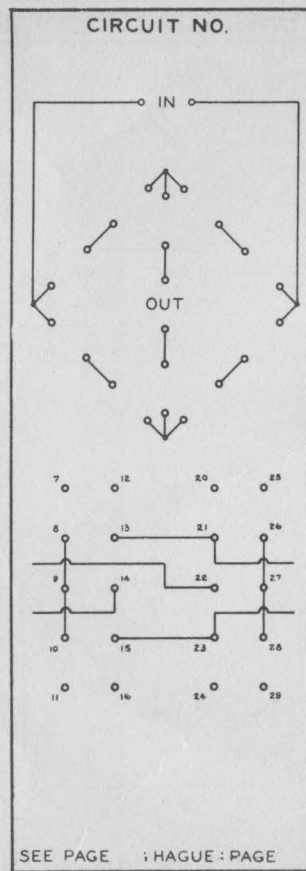 CIRCUIT NO.
IN
OUT
7 12 20 25
8 13 21 26
9 14 22 27
10 15 23 28
11 16 24 29
SEE PAGE ; HAGUE : PAGE